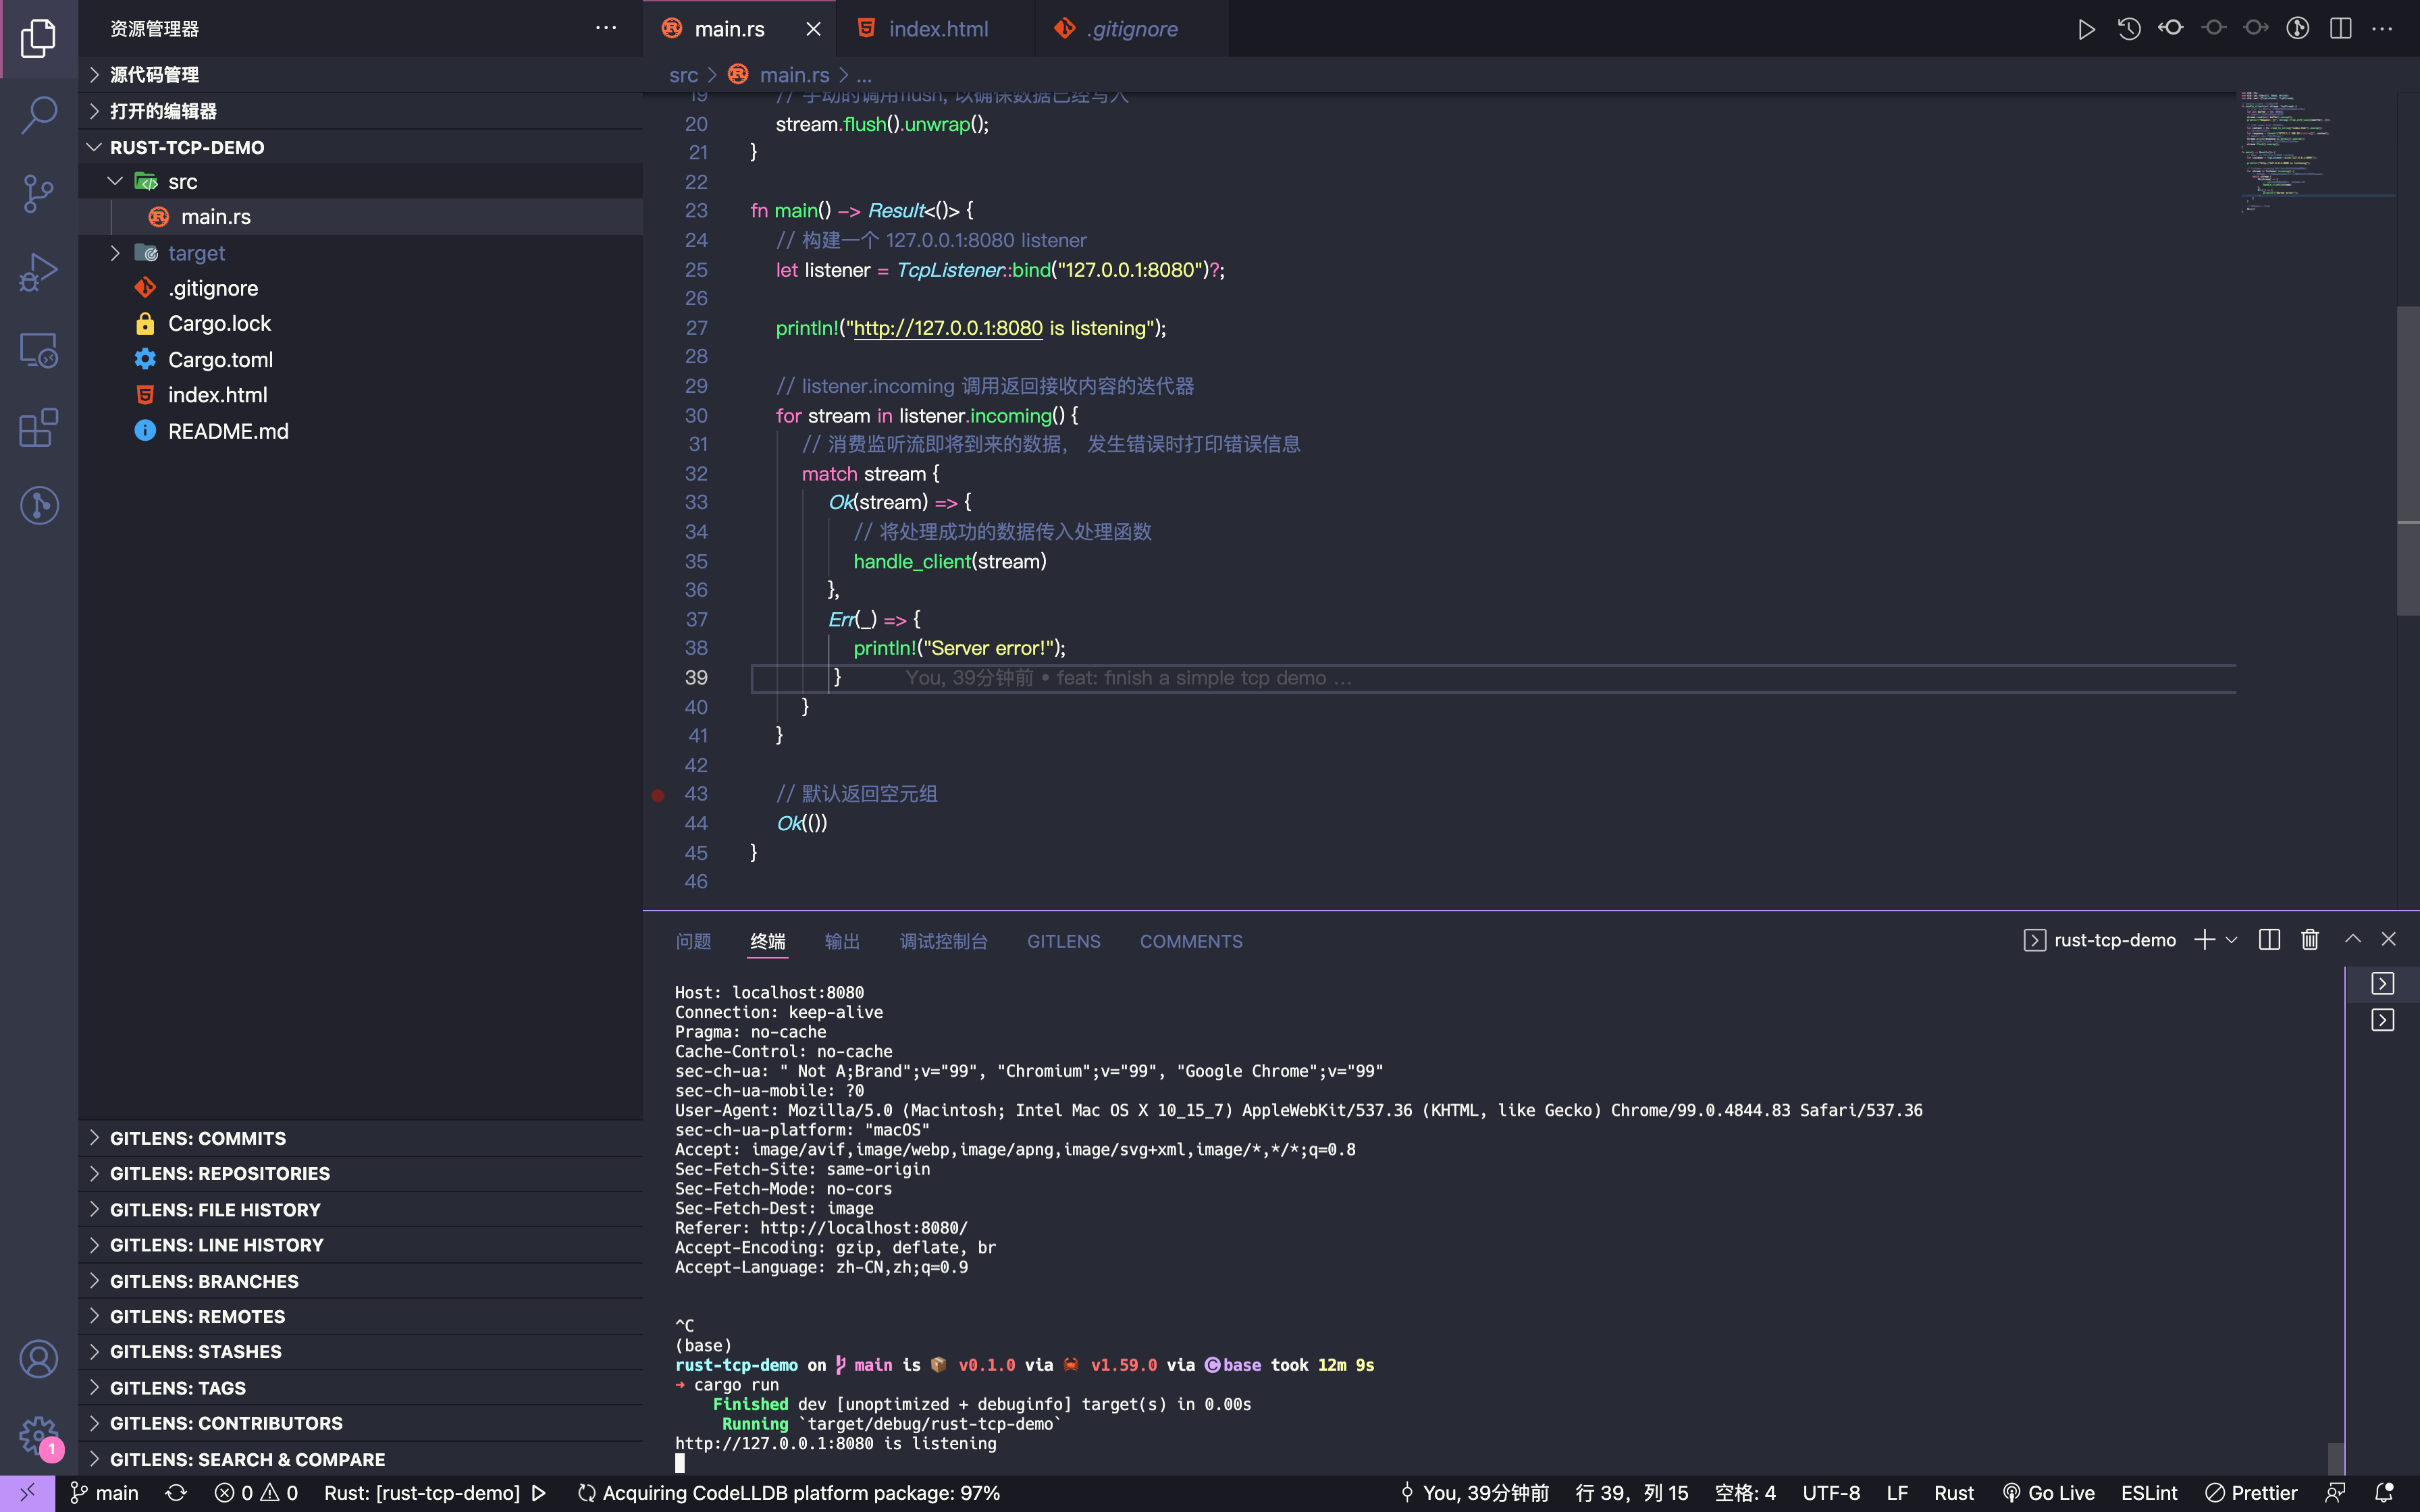 资源管理器
源代码管理
打开的编辑器
RUST-TCP-DEMO
src
main.rs
target
.gitignore
Cargo.lock
Cargo.toml
index.html
README.md
GITLENS: COMMITS
GITLENS: REPOSITORIES
GITLENS: FILE HISTORY
GITLENS: LINE HISTORY
GITLENS: BRANCHES
GITLENS: REMOTES
GITLENS: STASHES
GITLENS: TAGS
GITLENS: CONTRIBUTORS
GITLENS: SEARCH & COMPARE
1
main.rs index.html .gitignore
src > main.rs > ...
19 // 手动的调用flush, 以确保数据已经写入
20 stream.flush().unwrap();
21 }
22
23 fn main() -> Result<()> {
24 // 构建一个 127.0.0.1:8080 listener
25 let listener = TcpListener::bind("127.0.0.1:8080")?;
26
27 println!("http://127.0.0.1:8080 is listening");
28
29 // listener.incoming 调用返回接收内容的迭代器
30 for stream in listener.incoming() {
31 // 消费监听流即将到来的数据， 发生错误时打印错误信息
32 match stream {
33 Ok(stream) => {
34 // 将处理成功的数据传入处理函数
35 handle_client(stream)
36 },
37 Err(_) => {
38 println!("Server error!");
39 } You, 39分钟前 • feat: finish a simple tcp demo …
40 }
41 }
42
43 // 默认返回空元组
44 Ok(())
45 }
46
问题 终端 输出 调试控制台 GITLENS COMMENTS rust-tcp-demo
Host: localhost:8080
Connection: keep-alive
Pragma: no-cache
Cache-Control: no-cache
sec-ch-ua: " Not A;Brand";v="99", "Chromium";v="99", "Google Chrome";v="99"
sec-ch-ua-mobile: ?0
User-Agent: Mozilla/5.0 (Macintosh; Intel Mac OS X 10_15_7) AppleWebKit/537.36 (KHTML, like Gecko) Chrome/99.0.4844.83 Safari/537.36
sec-ch-ua-platform: "macOS"
Accept: image/avif,image/webp,image/apng,image/svg+xml,image/*,*/*;q=0.8
Sec-Fetch-Site: same-origin
Sec-Fetch-Mode: no-cors
Sec-Fetch-Dest: image
Referer: http://localhost:8080/
Accept-Encoding: gzip, deflate, br
Accept-Language: zh-CN,zh;q=0.9
^C
(base)
rust-tcp-demo on main is 📦 v0.1.0 via 🦀 v1.59.0 via 🅒 base took 12m 9s
➜ cargo run
Finished dev [unoptimized + debuginfo] target(s) in 0.00s
Running `target/debug/rust-tcp-demo`
http://127.0.0.1:8080 is listening
main 0 0 Rust: [rust-tcp-demo] Acquiring CodeLLDB platform package: 97% You, 39分钟前 行 39，列 15 空格: 4 UTF-8 LF Rust Go Live ESLint Prettier